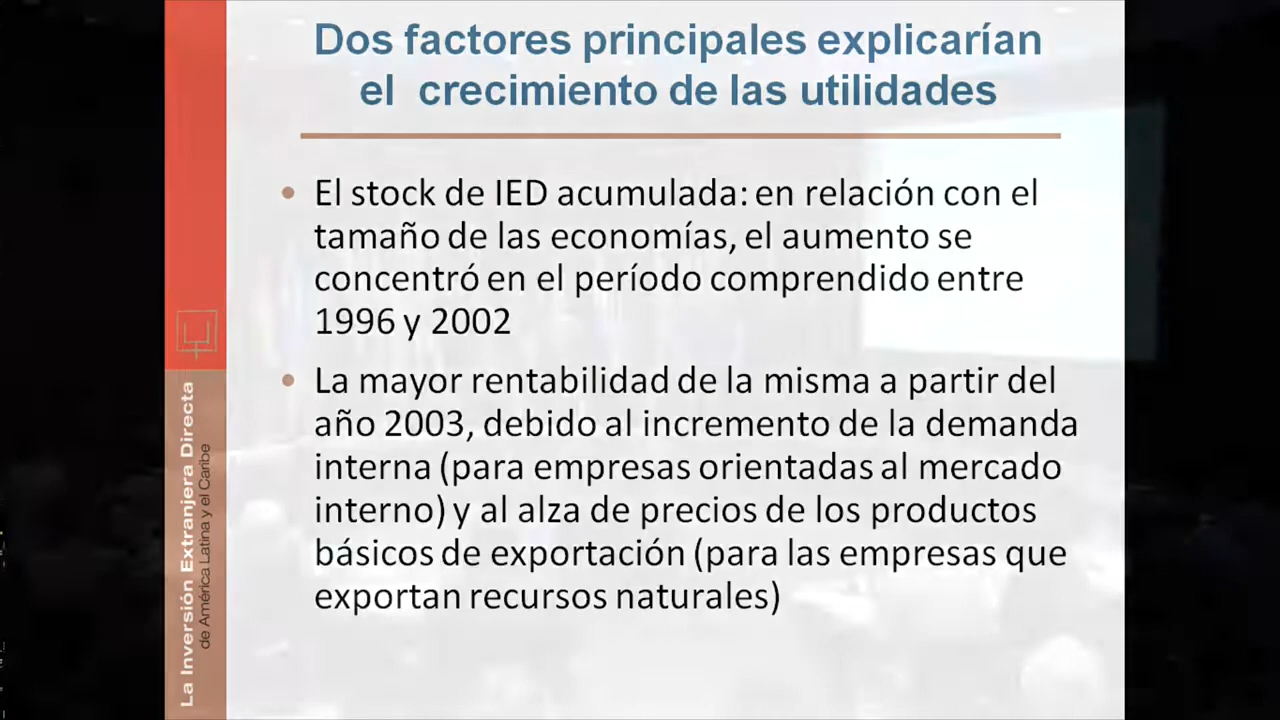 Dos factores principales explicarían
el crecimiento de las utilidades
• El stock de IED acumulada: en relación con el
tamaño de las economías, el aumento se
concentró en el período comprendido entre
1996 y 2002
• La mayor rentabilidad de la misma a partir del
año 2003, debido al incremento de la demanda
interna (para empresas orientadas al mercado
interno) y al alza de precios de los productos
básicos de exportación (para las empresas que
exportan recursos naturales)
La Inversión Extranjera Directa
de América Latina y el Caribe